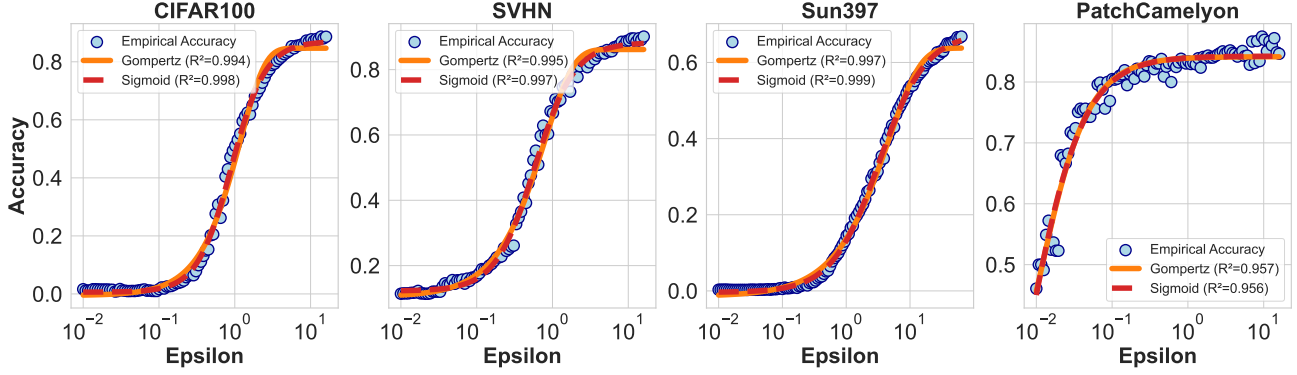 CIFAR100
Empirical Accuracy
Gompertz (R²=0.994)
Sigmoid (R²=0.998)
0.8
0.6
0.4
0.2
0.0
10⁻²
10⁻¹
10⁰
10¹
Epsilon
Accuracy
SVHN
Empirical Accuracy
Gompertz (R²=0.995)
Sigmoid (R²=0.997)
0.8
0.6
0.4
0.2
10⁻²
10⁻¹
10⁰
10¹
Epsilon
Sun397
Empirical Accuracy
Gompertz (R²=0.997)
Sigmoid (R²=0.999)
0.6
0.4
0.2
0.0
10⁻²
10⁻¹
10⁰
10¹
Epsilon
PatchCamelyon
0.8
0.7
0.6
0.5
Empirical Accuracy
Gompertz (R²=0.957)
Sigmoid (R²=0.956)
10⁻²
10⁻¹
10⁰
10¹
Epsilon